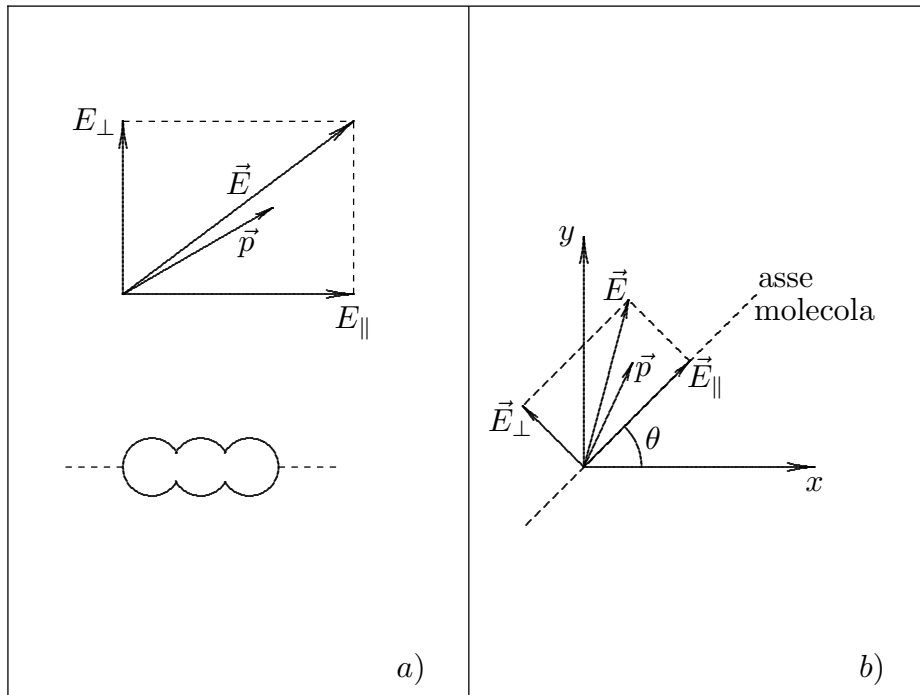 E⊥
E⃗
p⃗
E∥
a)
y
E⃗
asse
molecola
p⃗
E⃗∥
E⃗⊥
θ
x
b)